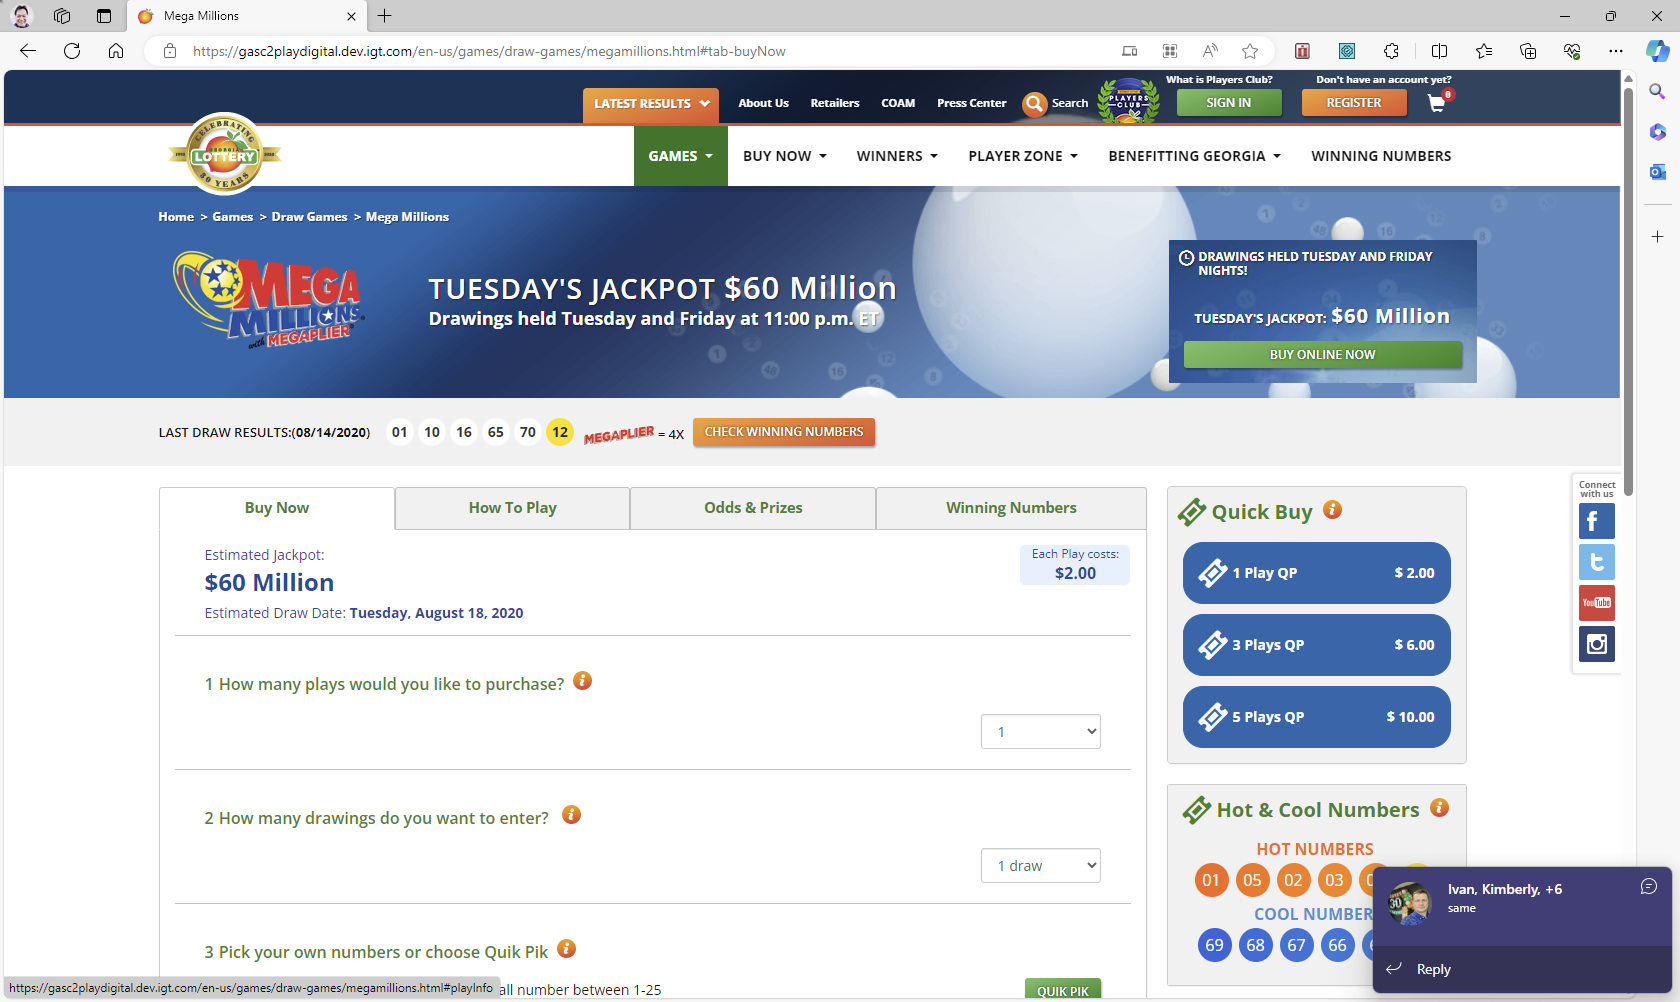 Mega Millions
https://gasc2playdigital.dev.igt.com/en-us/games/draw-games/megamillions.html#tab-buyNow
What is Players Club?
Don't have an account yet?
LATEST RESULTS
About Us
Retailers
COAM
Press Center
Search
PLAYERS CLUB
SIGN IN
REGISTER
0
CELEBRATING
GEORGIA
LOTTERY
30 YEARS
GAMES
BUY NOW
WINNERS
PLAYER ZONE
BENEFITTING GEORGIA
WINNING NUMBERS
Home > Games > Draw Games > Mega Millions
MEGA
MILLIONS
with MEGAPLIER
TUESDAY'S JACKPOT $60 Million
Drawings held Tuesday and Friday at 11:00 p.m. ET
DRAWINGS HELD TUESDAY AND FRIDAY
NIGHTS!
TUESDAY'S JACKPOT: $60 Million
BUY ONLINE NOW
LAST DRAW RESULTS:(08/14/2020) 01 10 16 65 70 12 MEGAPLIER = 4X CHECK WINNING NUMBERS
Buy Now
How To Play
Odds & Prizes
Winning Numbers
Estimated Jackpot:
$60 Million
Estimated Draw Date: Tuesday, August 18, 2020
Each Play costs:
$2.00
1 How many plays would you like to purchase?
1
2 How many drawings do you want to enter?
1 draw
3 Pick your own numbers or choose Quik Pik
all number between 1-25
QUIK PIK
Quick Buy
1 Play QP $ 2.00
3 Plays QP $ 6.00
5 Plays QP $ 10.00
Hot & Cool Numbers
HOT NUMBERS
01 05 02 03
COOL NUMBER
69 68 67 66
Connect
with us
YouTube
Ivan, Kimberly, +6
same
Reply
https://gasc2playdigital.dev.igt.com/en-us/games/draw-games/megamillions.html#playInfo